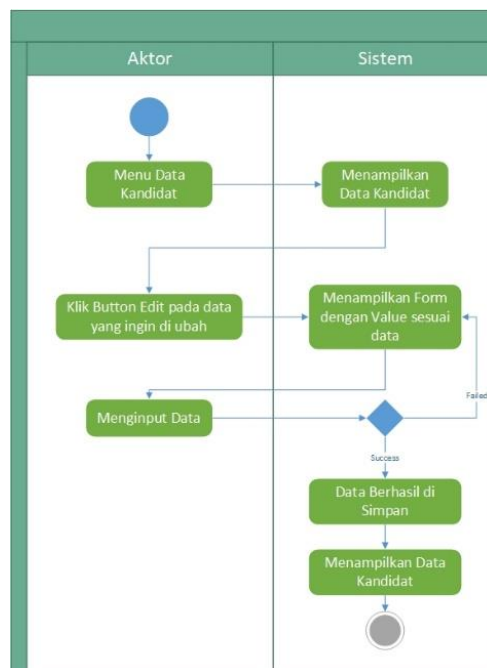 Aktor
Sistem
Menu Data
Kandidat
Menampilkan
Data Kandidat
Klik Button Edit pada data
yang ingin di ubah
Menampilkan Form
dengan Value sesuai
data
Failed
Menginput Data
Success
Data Berhasil di
Simpan
Menampilkan Data
Kandidat